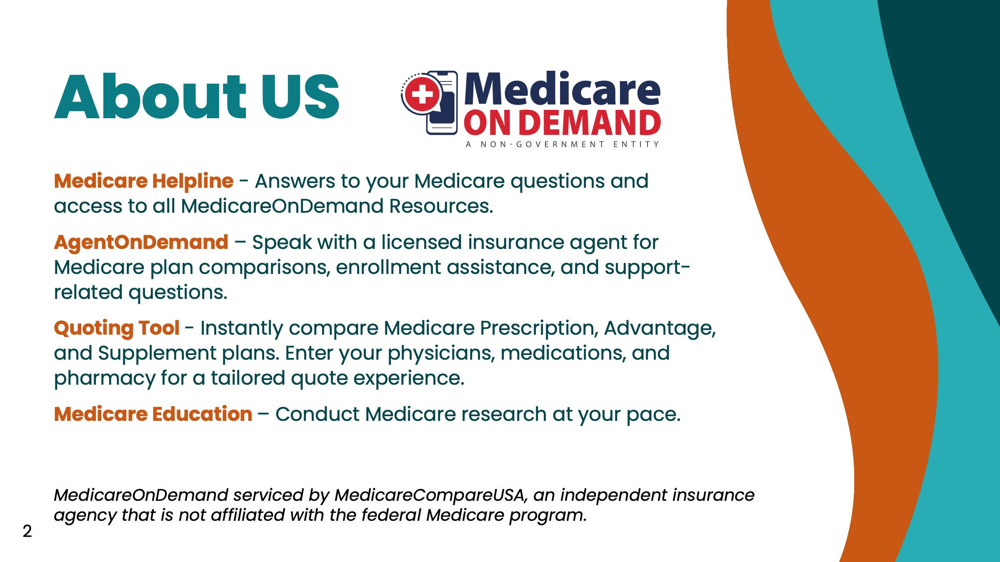 About US
Medicare
ON DEMAND
A NON-GOVERNMENT ENTITY
Medicare Helpline - Answers to your Medicare questions and
access to all MedicareOnDemand Resources.
AgentOnDemand – Speak with a licensed insurance agent for
Medicare plan comparisons, enrollment assistance, and support-
related questions.
Quoting Tool - Instantly compare Medicare Prescription, Advantage,
and Supplement plans. Enter your physicians, medications, and
pharmacy for a tailored quote experience.
Medicare Education – Conduct Medicare research at your pace.
MedicareOnDemand serviced by MedicareCompareUSA, an independent insurance
agency that is not affiliated with the federal Medicare program.
2